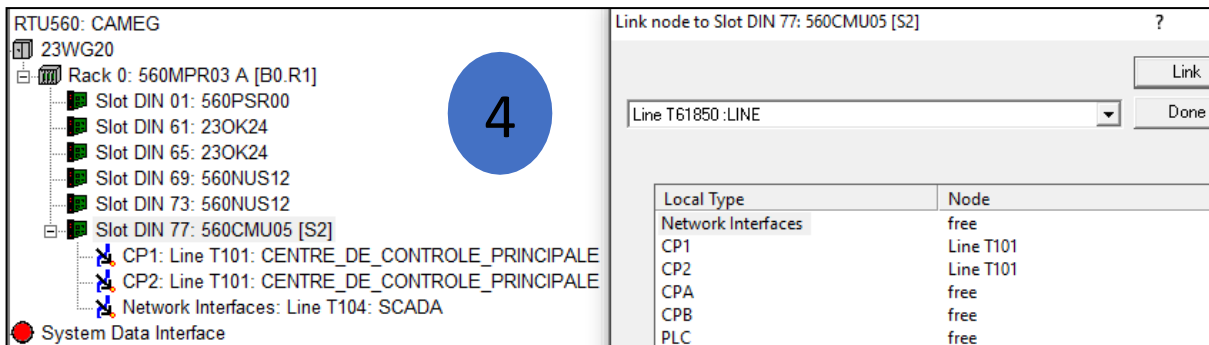 RTU560: CAMEG
23WG20
Rack 0: 560MPR03 A [B0.R1]
Slot DIN 01: 560PSR00
Slot DIN 61: 23OK24
Slot DIN 65: 23OK24
Slot DIN 69: 560NUS12
Slot DIN 73: 560NUS12
Slot DIN 77: 560CMU05 [S2]
CP1: Line T101: CENTRE_DE_CONTROLE_PRINCIPALE
CP2: Line T101: CENTRE_DE_CONTROLE_PRINCIPALE
Network Interfaces: Line T104: SCADA
System Data Interface
4
Link node to Slot DIN 77: 560CMU05 [S2] ?
Link
Line T61850 :LINE
Done
Local Type Node
Network Interfaces free
CP1 Line T101
CP2 Line T101
CPA free
CPB free
PLC free